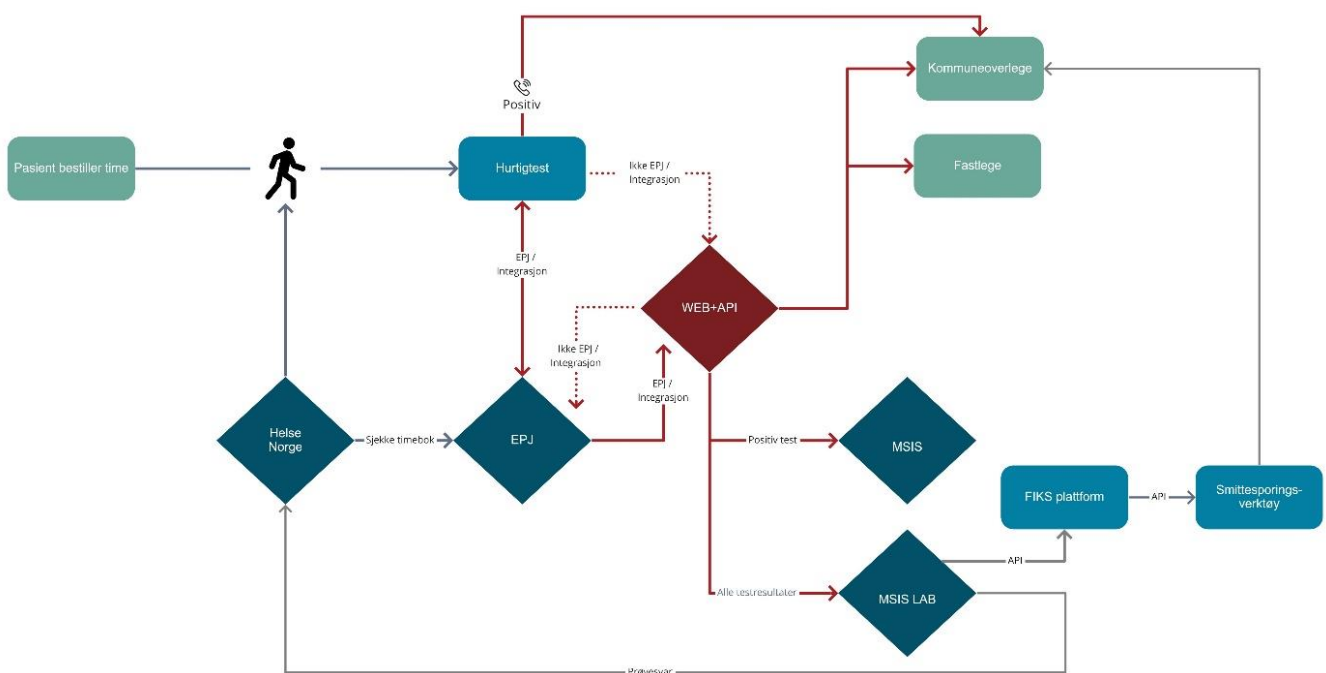 Kommuneoverlege
Positiv
Pasient bestiller time
Hurtigtest
Ikke EPJ /
Integrasjon
Fastlege
EPJ /
Integrasjon
WEB+API
Ikke EPJ /
Integrasjon
EPJ /
Integrasjon
Helse
Norge
Sjekke timebok
EPJ
Positiv test
MSIS
FIKS plattform
API
Smittesporings-
verktøy
API
Alle testresultater
MSIS LAB
Prøvesvar